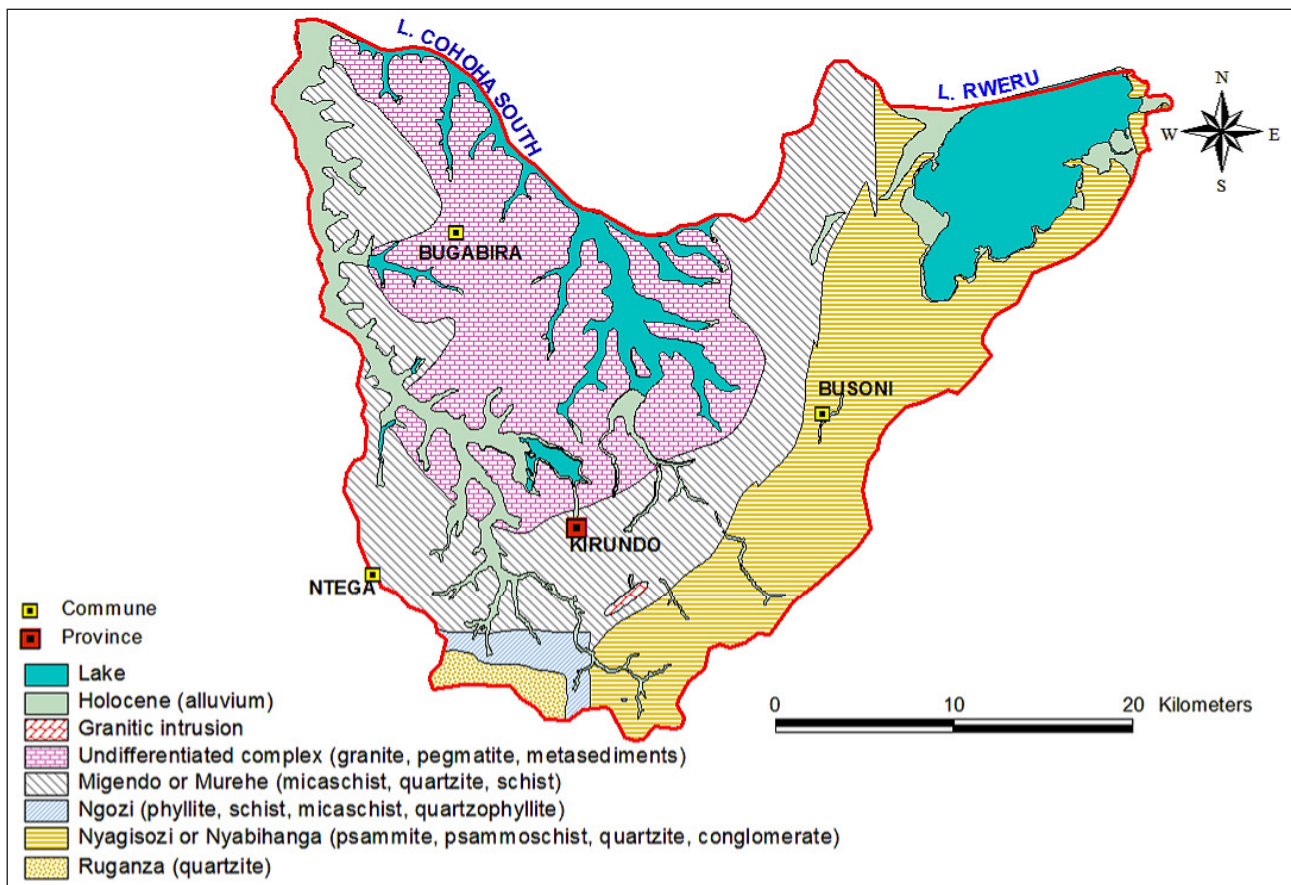 L. COHOHA SOUTH
L. RWERU
N
W E
S
BUGABIRA
BUSONI
KIRUNDO
NTEGA
Commune
Province
Lake
Holocene (alluvium)
Granitic intrusion
Undifferentiated complex (granite, pegmatite, metasediments)
Migendo or Murehe (micaschist, quartzite, schist)
Ngozi (phyllite, schist, micaschist, quartzophyllite)
Nyagisozi or Nyabihanga (psammite, psammoschist, quartzite, conglomerate)
Ruganza (quartzite)
0 10 20 Kilometers